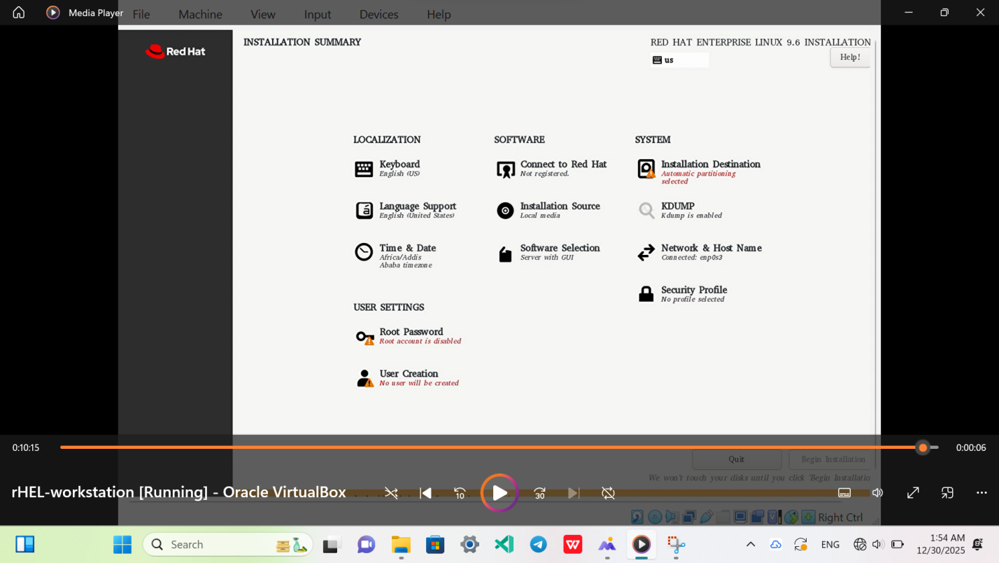 Media Player
File Machine View Input Devices Help
Red Hat
INSTALLATION SUMMARY
RED HAT ENTERPRISE LINUX 9.6 INSTALLATION
us
Help!
LOCALIZATION
Keyboard
English (US)
Language Support
English (United States)
Time & Date
Africa/Addis
Ababa timezone
SOFTWARE
Connect to Red Hat
Not registered.
Installation Source
Local media
Software Selection
Server with GUI
SYSTEM
Installation Destination
Automatic partitioning
selected
KDUMP
Kdump is enabled
Network & Host Name
Connected: enp0s3
Security Profile
No profile selected
USER SETTINGS
Root Password
Root account is disabled
User Creation
No user will be created
0:10:15
0:00:06
Quit
Begin Installation
We won't touch your disks until you click 'Begin Installatio
rHEL-workstation [Running] - Oracle VirtualBox
10
30
Right Ctrl
Search
ENG
1:54 AM
12/30/2025